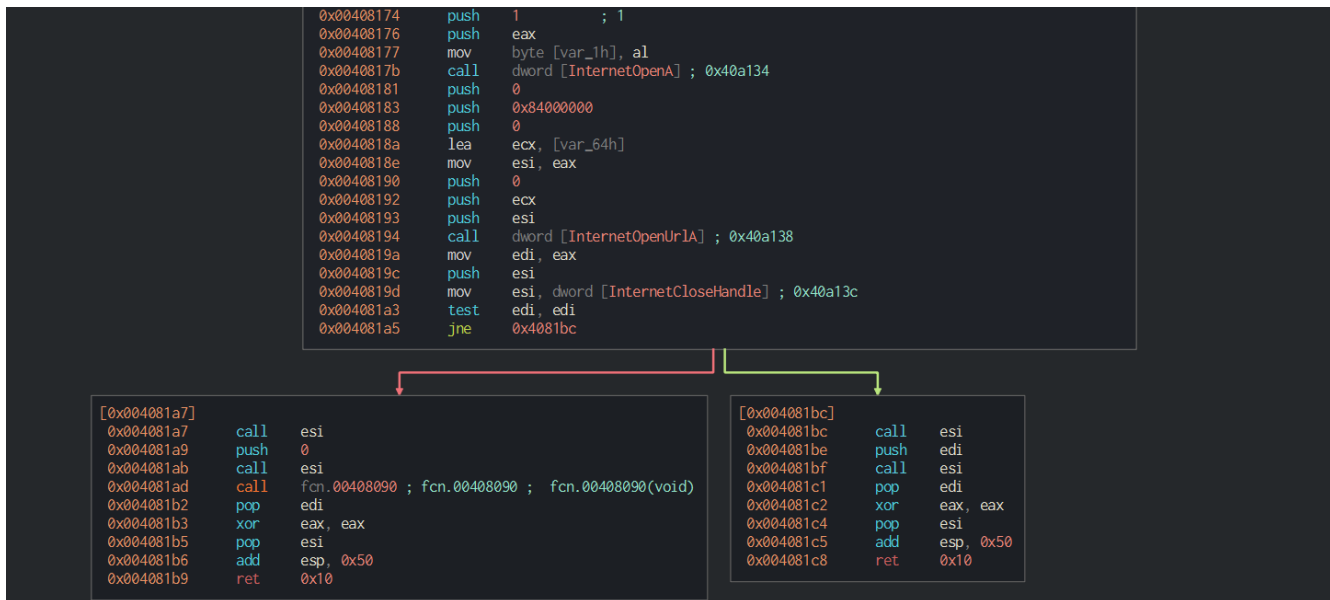 0x00408174 push 1 ; 1
0x00408176 push eax
0x00408177 mov byte [var_1h], al
0x0040817b call dword [InternetOpenA] ; 0x40a134
0x00408181 push 0
0x00408183 push 0x84000000
0x00408188 push 0
0x0040818a lea ecx, [var_64h]
0x0040818e mov esi, eax
0x00408190 push 0
0x00408192 push ecx
0x00408193 push esi
0x00408194 call dword [InternetOpenUrlA] ; 0x40a138
0x0040819a mov edi, eax
0x0040819c push esi
0x0040819d mov esi, dword [InternetCloseHandle] ; 0x40a13c
0x004081a3 test edi, edi
0x004081a5 jne 0x4081bc
[0x004081a7]
0x004081a7 call esi
0x004081a9 push 0
0x004081ab call esi
0x004081ad call fcn.00408090 ; fcn.00408090 ; fcn.00408090(void)
0x004081b2 pop edi
0x004081b3 xor eax, eax
0x004081b5 pop esi
0x004081b6 add esp, 0x50
0x004081b9 ret 0x10
[0x004081bc]
0x004081bc call esi
0x004081be push edi
0x004081bf call esi
0x004081c1 pop edi
0x004081c2 xor eax, eax
0x004081c4 pop esi
0x004081c5 add esp, 0x50
0x004081c8 ret 0x10